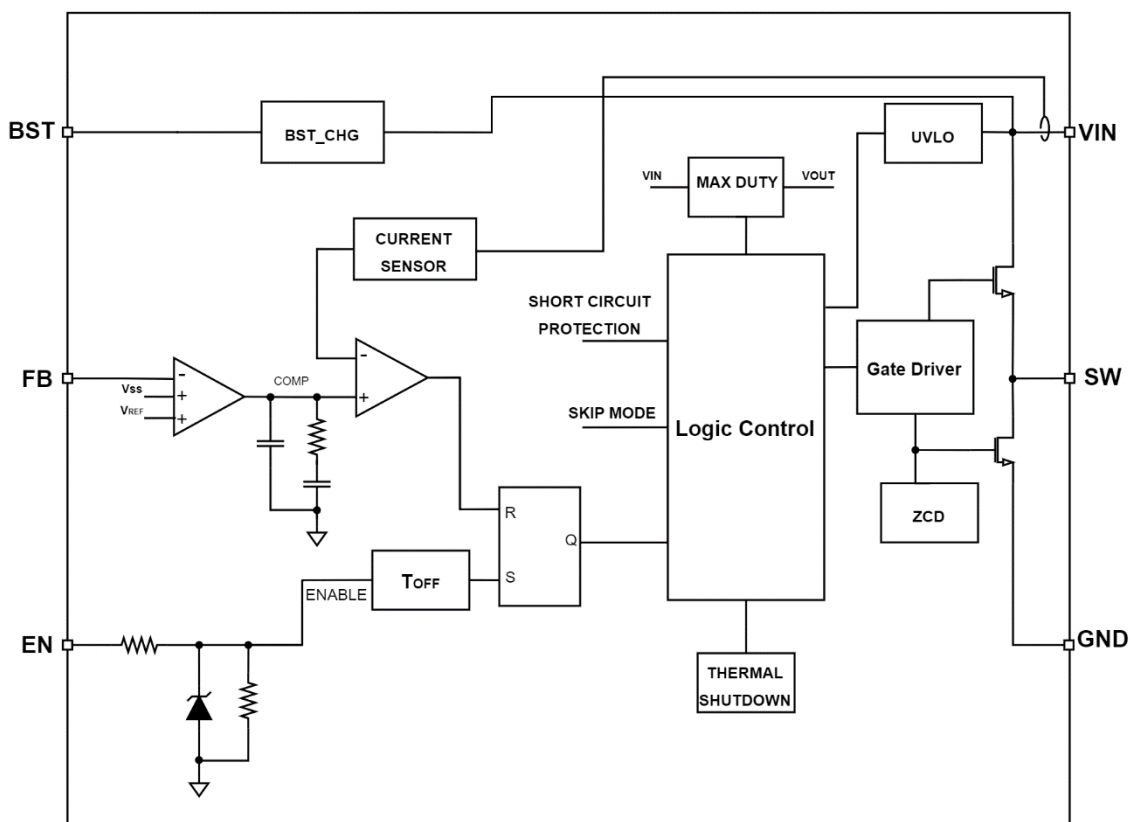 BST
BST_CHG
UVLO
VIN
VIN
MAX DUTY
VOUT
CURRENT
SENSOR
SHORT CIRCUIT
PROTECTION
-
FB
-
Vss
+
VREF
+
COMP
+
Gate Driver
SW
SKIP MODE
Logic Control
R
ZCD
Q
S
TOFF
ENABLE
EN
GND
THERMAL
SHUTDOWN